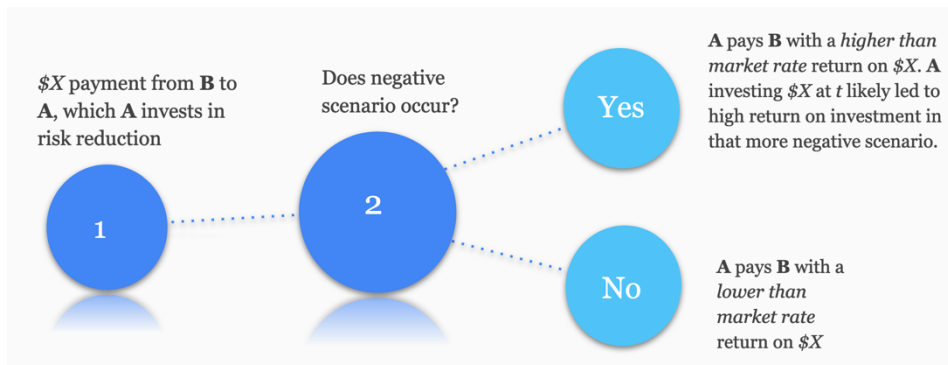 $X payment from B to
A, which A invests in
risk reduction
1
Does negative
scenario occur?
2
Yes
A pays B with a higher than
market rate return on $X. A
investing $X at t likely led to
high return on investment in
that more negative scenario.
No
A pays B with a
lower than
market rate
return on $X